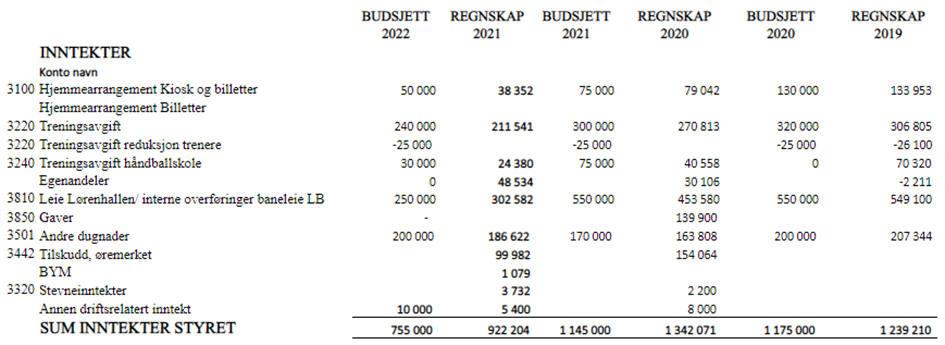 BUDSJETT REGNSKAP BUDSJETT REGNSKAP BUDSJETT REGNSKAP
2022 2021 2021 2020 2020 2019
INNTEKTER
Konto navn
3100 Hjemmearrangement Kiosk og billetter 50 000 38 352 75 000 79 042 130 000 133 953
Hjemmearrangement Billetter
3220 Treningsavgift 240 000 211 541 300 000 270 813 320 000 306 805
3220 Treningsavgift reduksjon trenere -25 000 -25 000 -25 000 -26 100
3240 Treningsavgift håndballskole 30 000 24 380 75 000 40 558 0 70 320
Egenandeler 0 48 534 30 106 -2 211
3810 Leie Lørenhallen/ interne overføringer baneleie LB 250 000 302 582 550 000 453 580 550 000 549 100
3850 Gaver - 139 900
3501 Andre dugnader 200 000 186 622 170 000 163 808 200 000 207 344
3442 Tilskudd, øremerket 99 982 154 064
BYM 1 079
3320 Stevneinntekter 3 732 2 200
Annen driftsrelatert inntekt 10 000 5 400 8 000
SUM INNTEKTER STYRET 755 000 922 204 1 145 000 1 342 071 1 175 000 1 239 210